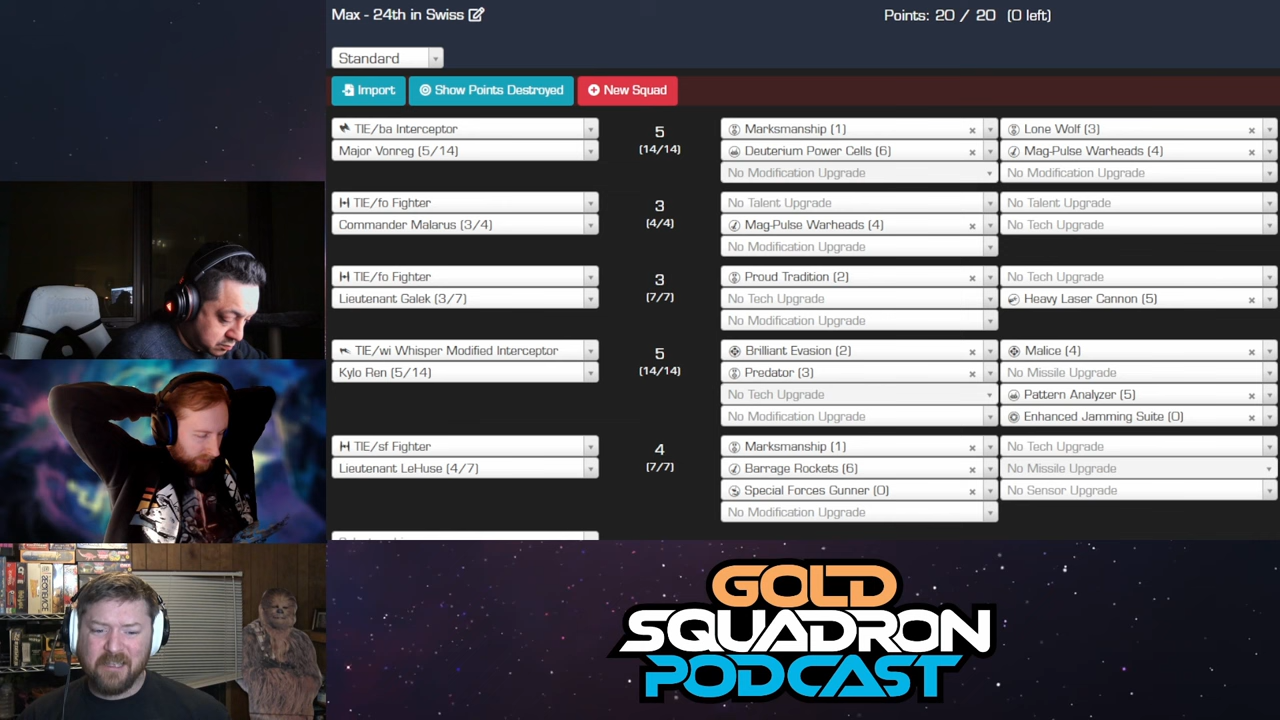 Max - 24th in Swiss
Points: 20 / 20 (0 left)
Standard
Import
Show Points Destroyed
New Squad
TIE/ba Interceptor
5
Marksmanship (1)
Lone Wolf (3)
Major Vonreg (5/14)
(14/14)
Deuterium Power Cells (6)
Mag-Pulse Warheads (4)
No Modification Upgrade
No Modification Upgrade
TIE/fo Fighter
3
No Talent Upgrade
No Talent Upgrade
Commander Malarus (3/4)
(4/4)
Mag-Pulse Warheads (4)
No Tech Upgrade
No Modification Upgrade
TIE/fo Fighter
3
Proud Tradition (2)
No Tech Upgrade
Lieutenant Galek (3/7)
(7/7)
No Tech Upgrade
Heavy Laser Cannon (5)
No Modification Upgrade
TIE/wi Whisper Modified Interceptor
5
Brilliant Evasion (2)
Malice (4)
Kylo Ren (5/14)
(14/14)
Predator (3)
No Missile Upgrade
No Tech Upgrade
Pattern Analyzer (5)
No Modification Upgrade
Enhanced Jamming Suite (0)
TIE/sf Fighter
4
Marksmanship (1)
No Tech Upgrade
Lieutenant LeHuse (4/7)
(7/7)
Barrage Rockets (6)
No Missile Upgrade
Special Forces Gunner (0)
No Sensor Upgrade
No Modification Upgrade
GOLD
SQUADRON
PODCAST